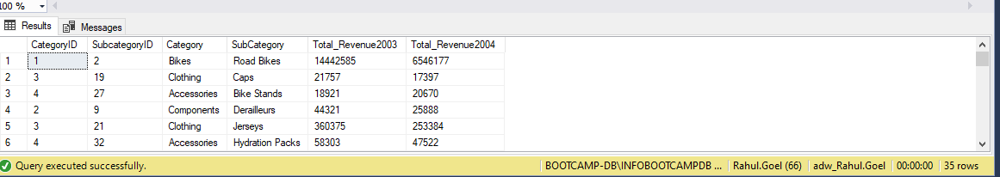 100 %
Results Messages
CategoryID SubcategoryID Category SubCategory Total_Revenue2003 Total_Revenue2004
1 1 2 Bikes Road Bikes 14442585 6546177
2 3 19 Clothing Caps 21757 17397
3 4 27 Accessories Bike Stands 18921 20670
4 2 9 Components Derailleurs 44321 25888
5 3 21 Clothing Jerseys 360375 253384
6 4 32 Accessories Hydration Packs 58303 47522
Query executed successfully. BOOTCAMP-DB\INFOBOOTCAMPDB ... Rahul.Goel (66) adw_Rahul.Goel 00:00:00 35 rows